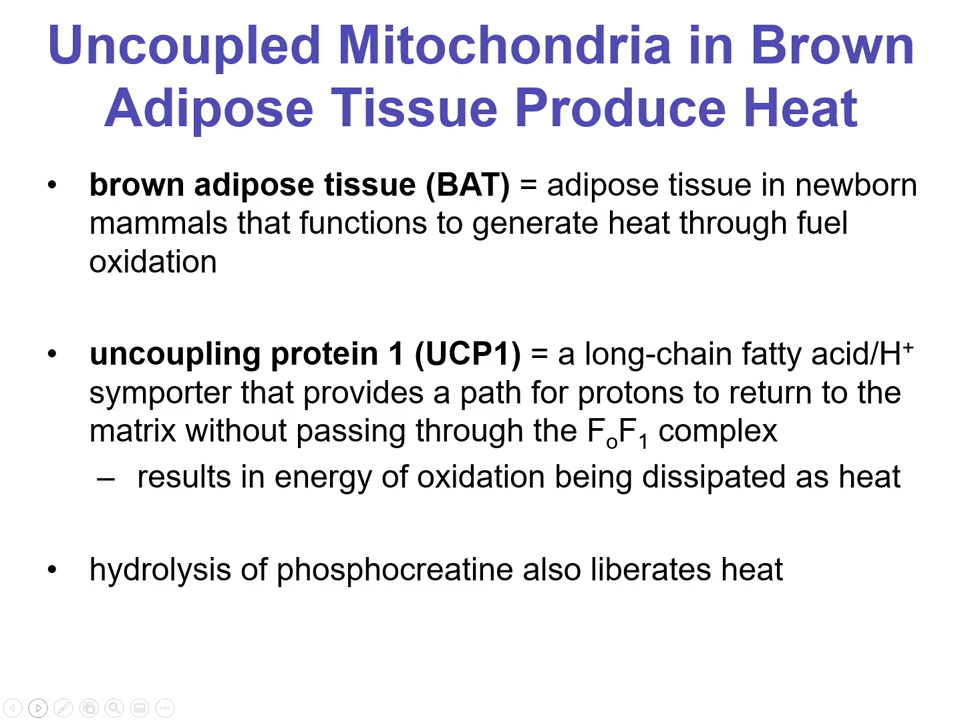 Uncoupled Mitochondria in Brown
Adipose Tissue Produce Heat
• brown adipose tissue (BAT) = adipose tissue in newborn
mammals that functions to generate heat through fuel
oxidation
• uncoupling protein 1 (UCP1) = a long-chain fatty acid/H⁺
symporter that provides a path for protons to return to the
matrix without passing through the FₒF₁ complex
– results in energy of oxidation being dissipated as heat
• hydrolysis of phosphocreatine also liberates heat